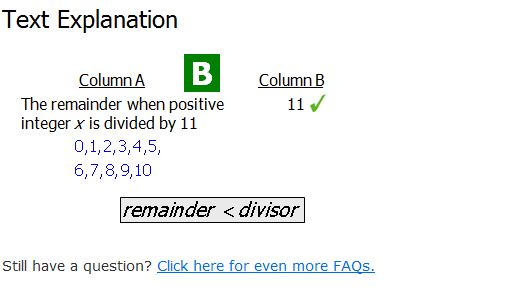 Text Explanation
B
Column A Column B
The remainder when positive 11
integer x is divided by 11
0,1,2,3,4,5,
6,7,8,9,10
remainder < divisor
Still have a question? Click here for even more FAQs.